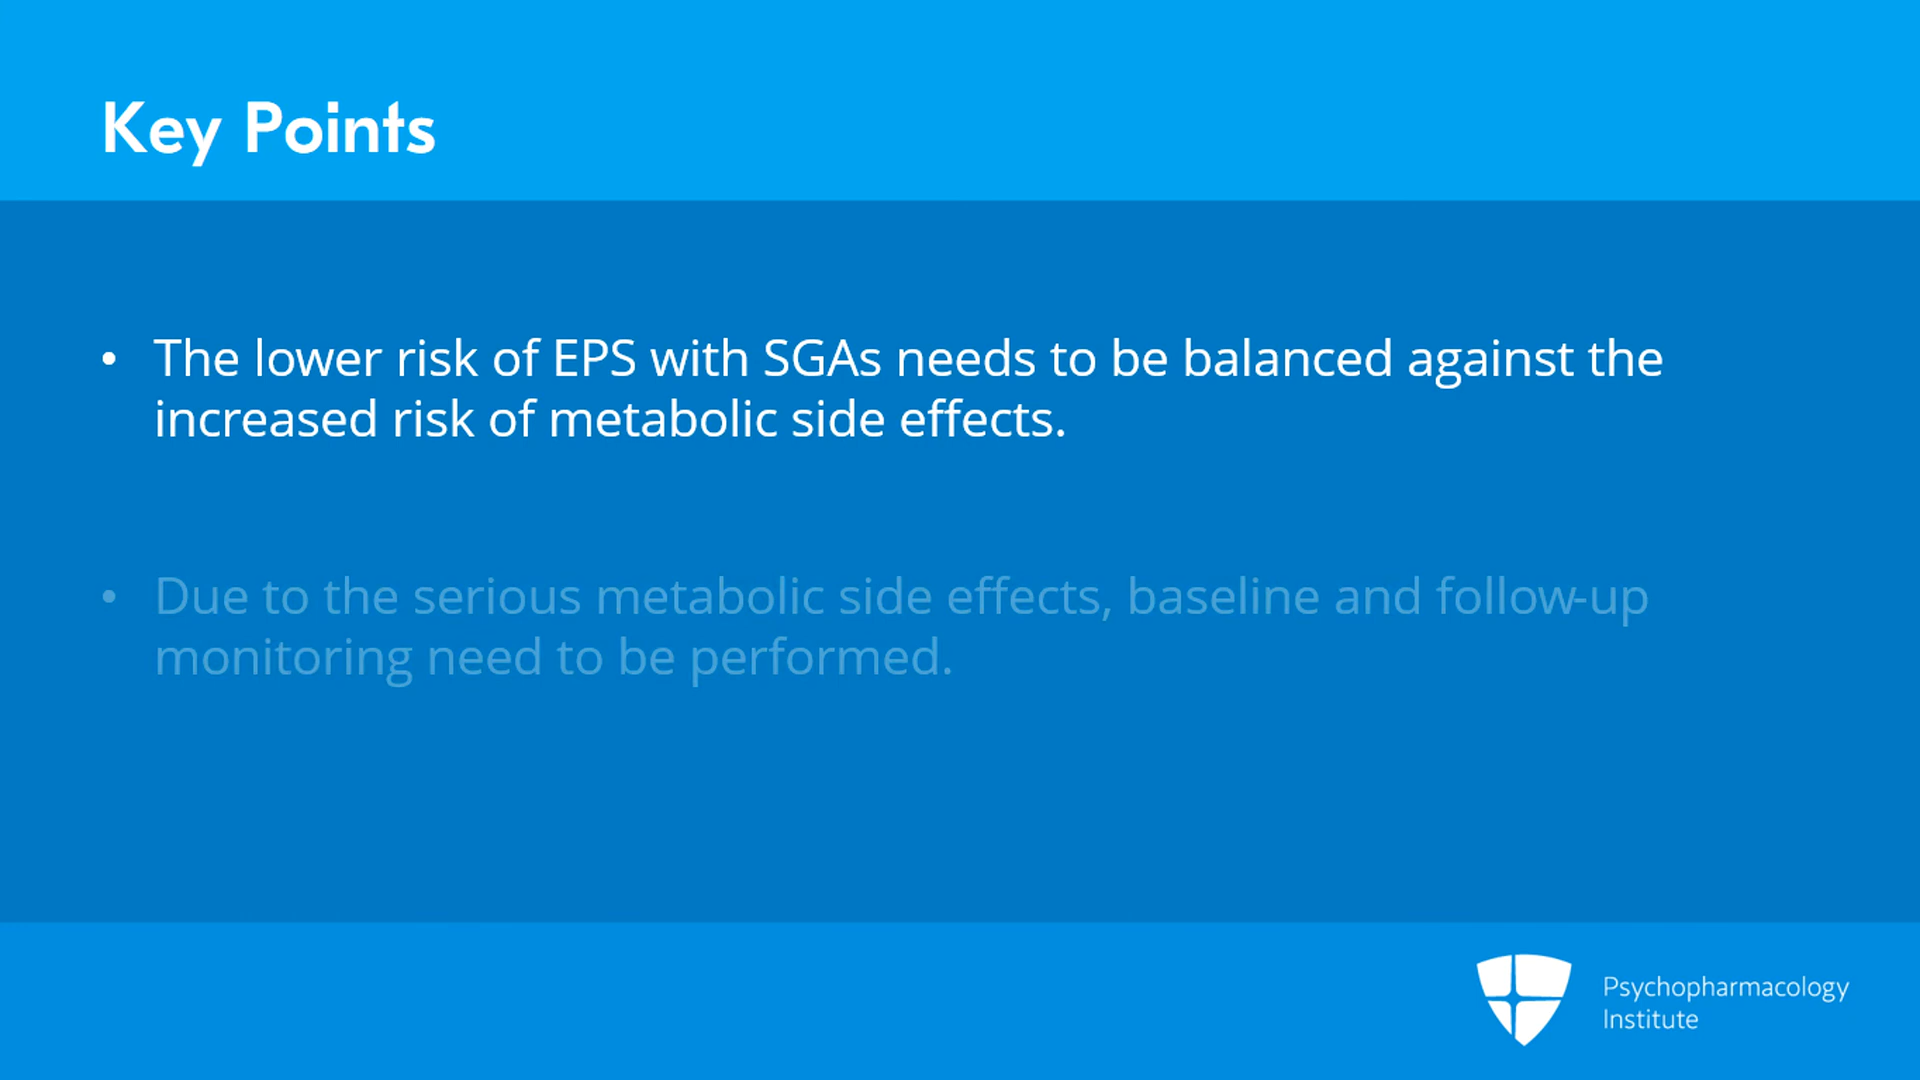 Key Points
• The lower risk of EPS with SGAs needs to be balanced against the
increased risk of metabolic side effects.
• Due to the serious metabolic side effects, baseline and follow-up
monitoring need to be performed.
Psychopharmacology
Institute